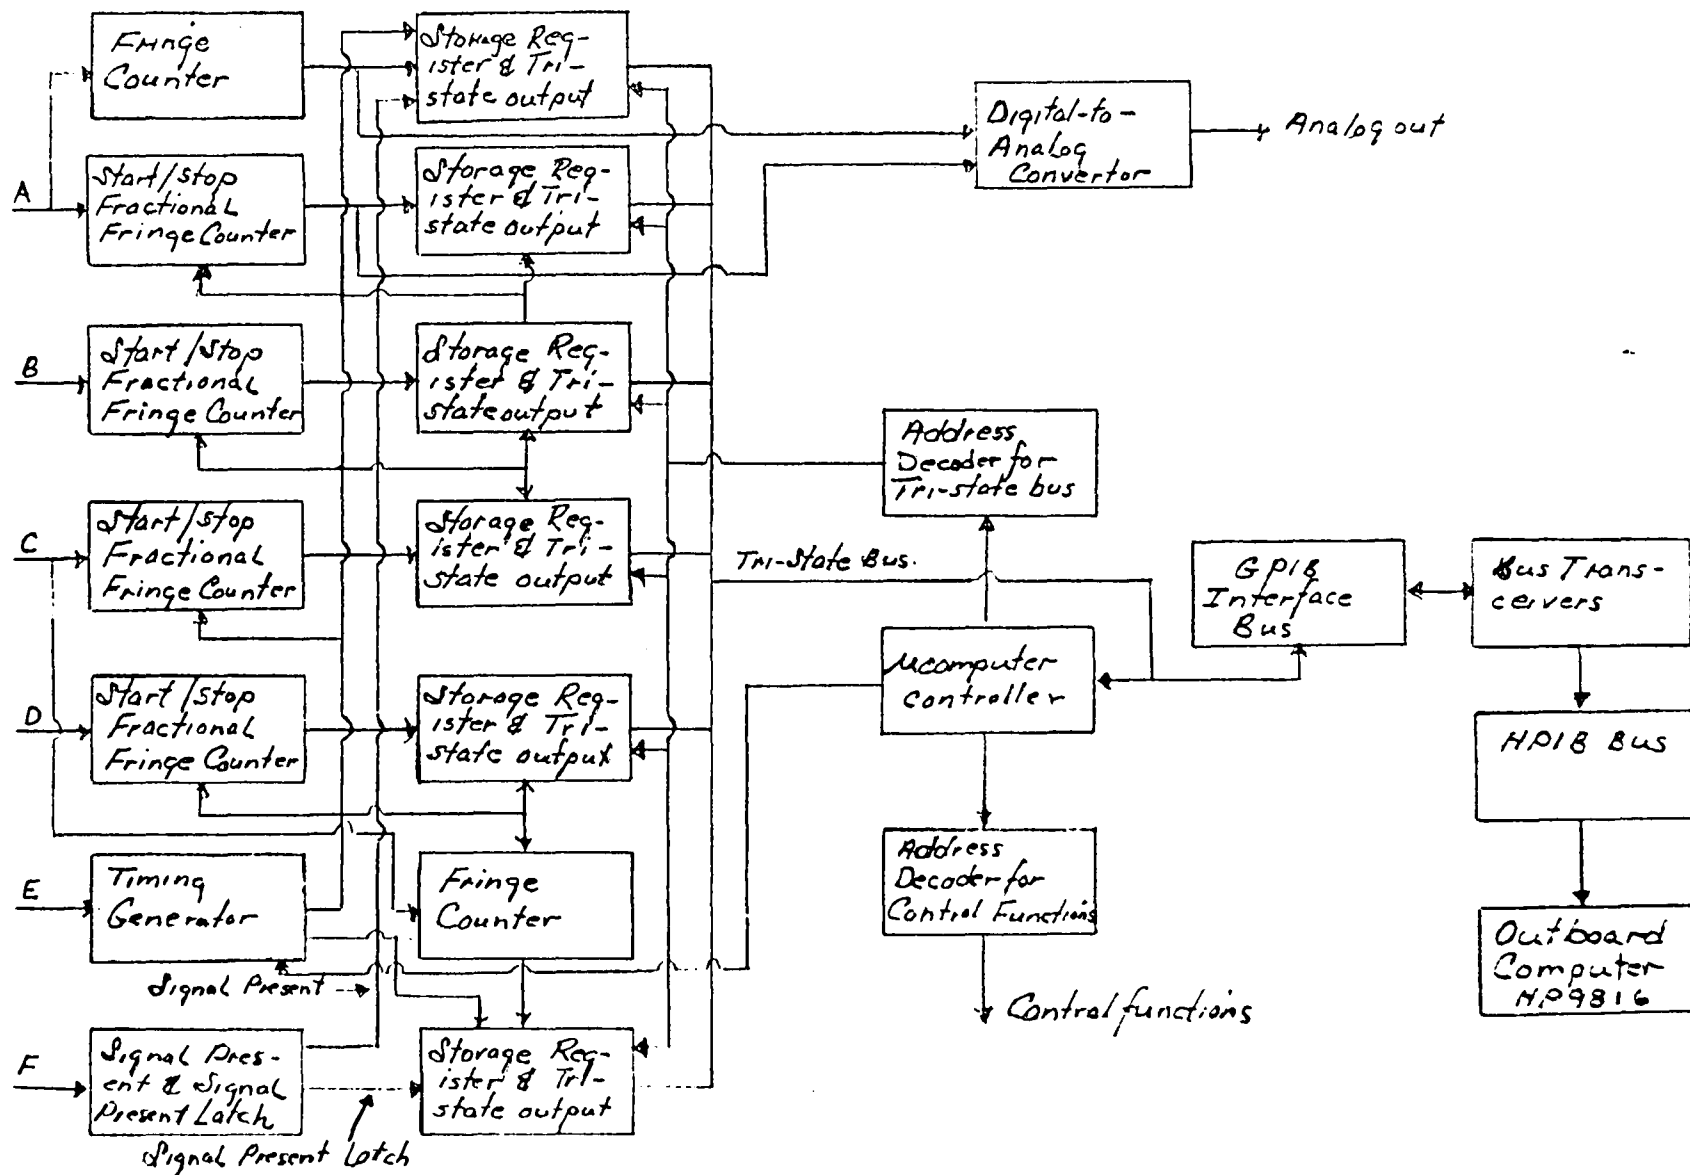 Fringe
Counter
Storage Reg-
ister & Tri-
state output
Digital-to-
Analog
Convertor
Analog out
A
Start/stop
Fractional
Fringe Counter
Storage Reg-
ister & Tri-
state output
B
Start/Stop
Fractional
Fringe Counter
Storage Reg-
ister & Tri-
state output
Address
Decoder for
Tri-state bus
C
Start/stop
Fractional
Fringe Counter
Storage Reg-
ister & Tri-
state output
Tri-State Bus.
GPIB
Interface
Bus
Bus Trans-
ceivers
D
Start/stop
Fractional
Fringe Counter
Storage Reg-
ister & Tri-
state output
μcomputer
controller
HPIB Bus
E
Timing
Generator
Fringe
Counter
Address
Decoder for
Control Functions
Outboard
Computer
HP9816
Signal Present
Control functions
F
Signal Pres-
ent & Signal
Present Latch
Storage Reg-
ister & Tri-
state output
Signal Present Latch